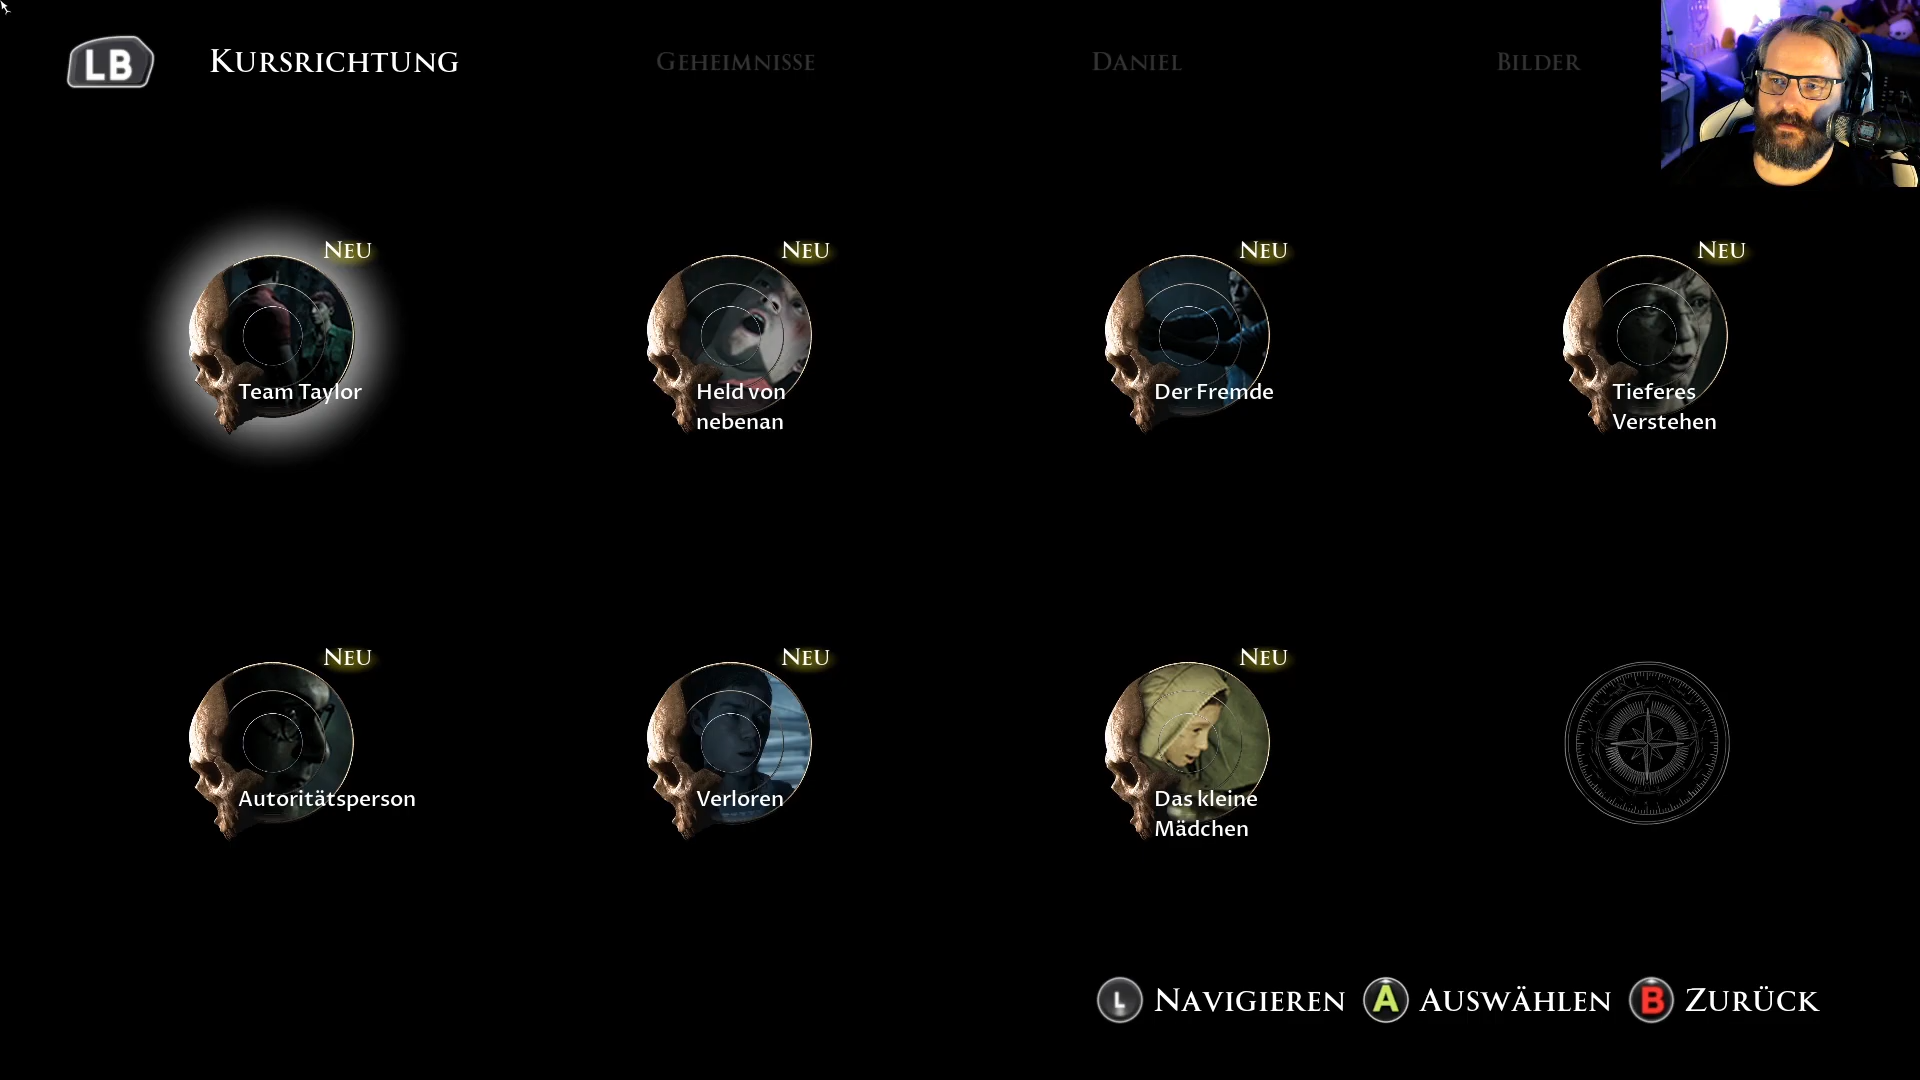 LB
Kursrichtung
Geheimnisse
Daniel
Bilder
Neu
Team Taylor
Neu
Held von
nebenan
Neu
Der Fremde
Neu
Tieferes
Verstehen
Neu
Autoritätsperson
Neu
Verloren
Neu
Das kleine
Mädchen
L Navigieren A Auswählen B Zurück